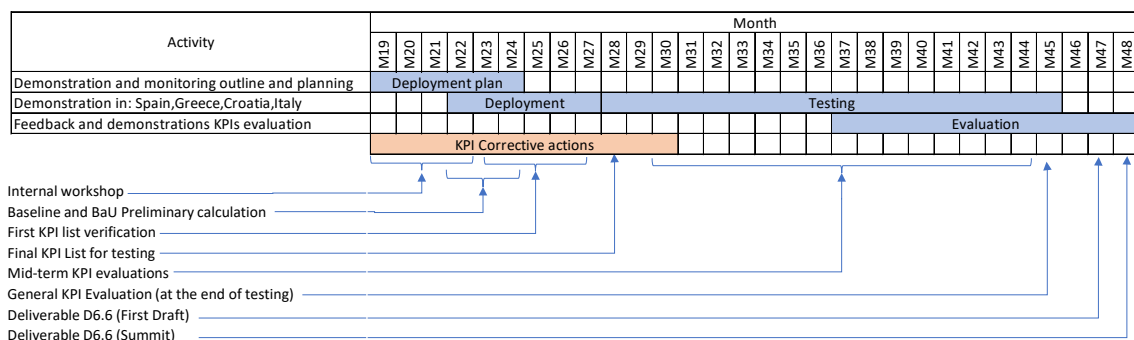 Activity
Month
M19 M20 M21 M22 M23 M24 M25 M26 M27 M28 M29 M30 M31 M32 M33 M34 M35 M36 M37 M38 M39 M40 M41 M42 M43 M44 M45 M46 M47 M48
Demonstration and monitoring outline and planning Deployment plan
Demonstration in: Spain,Greece,Croatia,Italy Deployment Testing
Feedback and demonstrations KPIs evaluation Evaluation
KPI Corrective actions
Internal workshop
Baseline and BaU Preliminary calculation
First KPI list verification
Final KPI List for testing
Mid-term KPI evaluations
General KPI Evaluation (at the end of testing)
Deliverable D6.6 (First Draft)
Deliverable D6.6 (Summit)